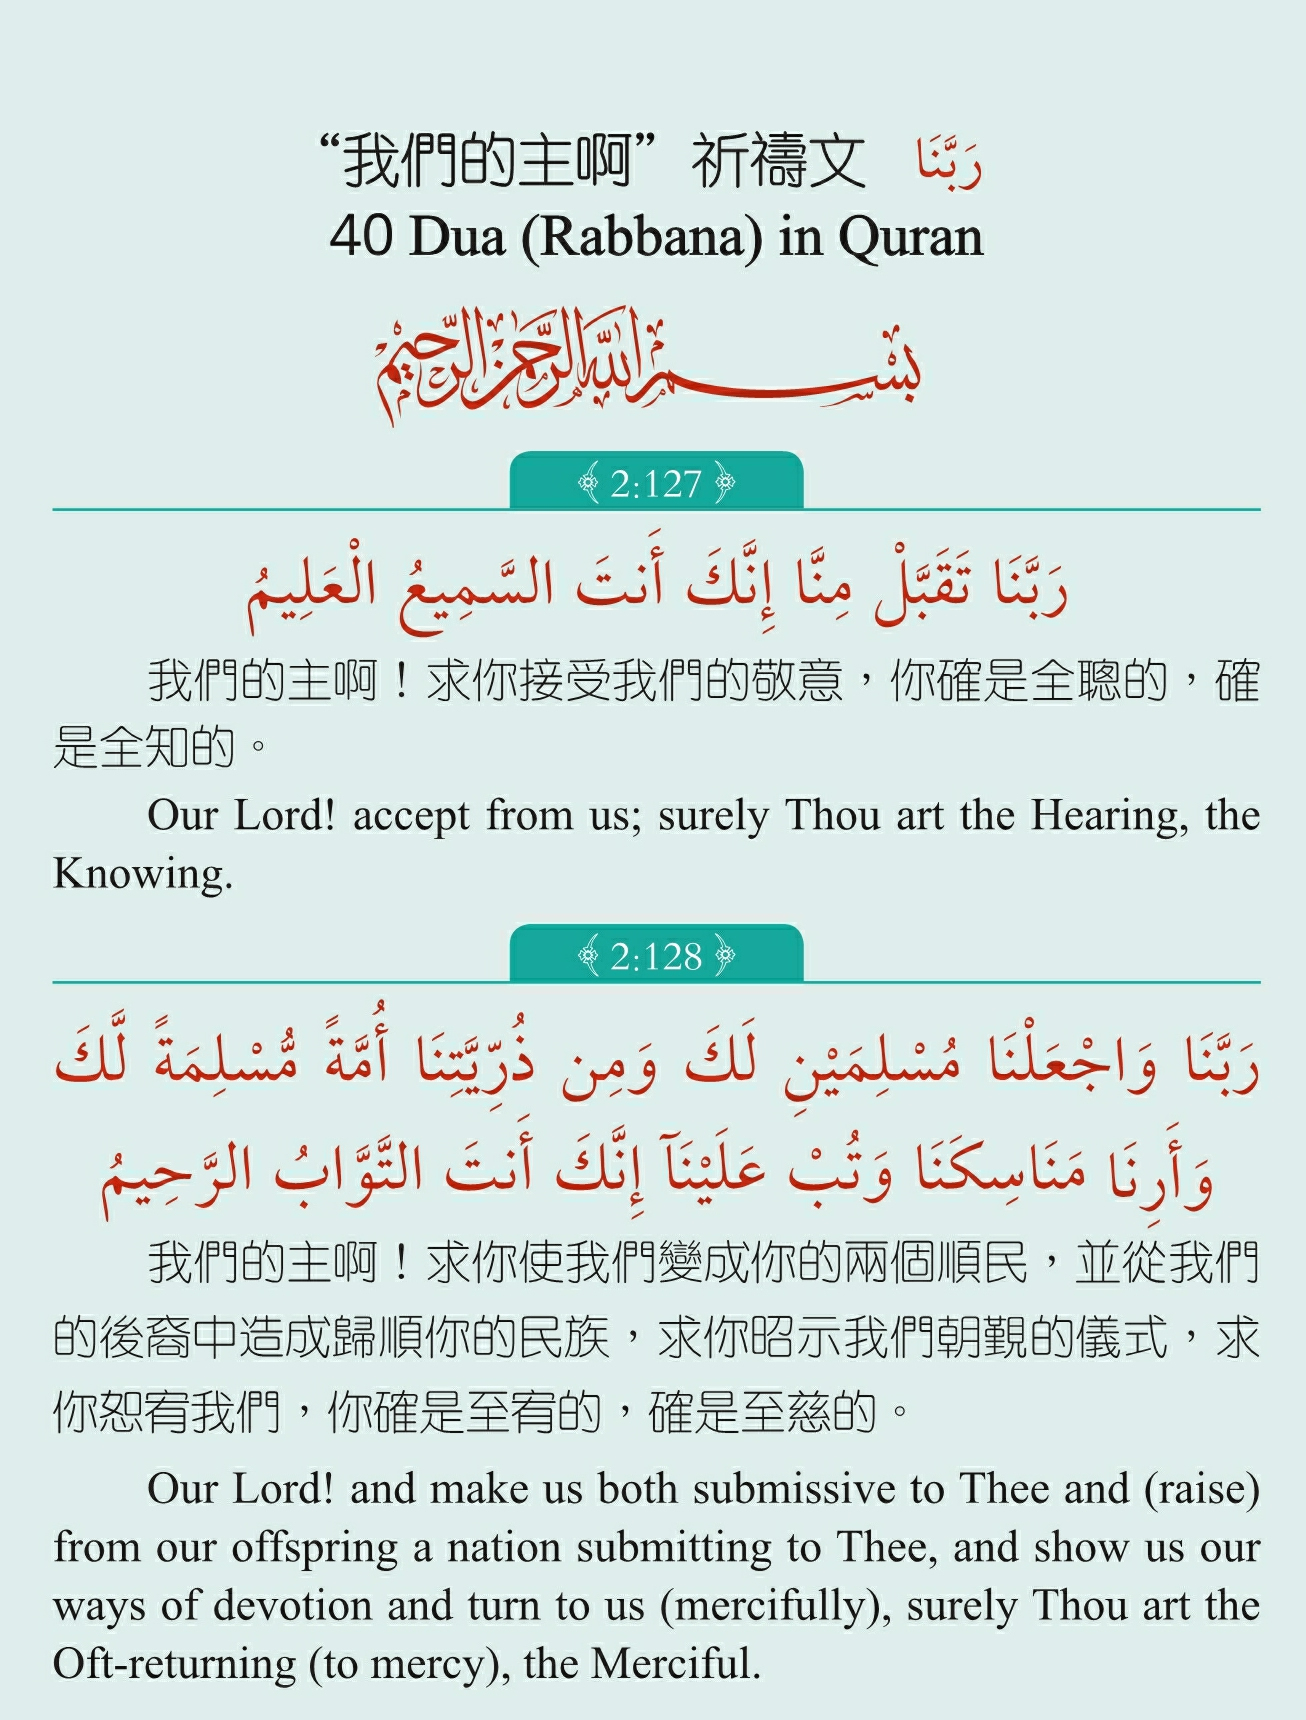 “我們的主啊” 祈禱文 رَبَّنَا
40 Dua (Rabbana) in Quran
بسم الله الرحمن الرحيم
﴾ 2:127 ﴿
رَبَّنَا تَقَبَّلْ مِنَّا إِنَّكَ أَنتَ السَّمِيعُ الْعَلِيمُ
我們的主啊！求你接受我們的敬意，你確是全聰的，確
是全知的。
Our Lord! accept from us; surely Thou art the Hearing, the
Knowing.
﴾ 2:128 ﴿
رَبَّنَا وَاجْعَلْنَا مُسْلِمَيْنِ لَكَ وَمِن ذُرِّيَّتِنَا أُمَّةً مُّسْلِمَةً لَّكَ
وَأَرِنَا مَنَاسِكَنَا وَتُبْ عَلَيْنَآ إِنَّكَ أَنتَ التَّوَّابُ الرَّحِيمُ
我們的主啊！求你使我們變成你的兩個順民，並從我們
的後裔中造成歸順你的民族，求你昭示我們朝覲的儀式，求
你恕宥我們，你確是至宥的，確是至慈的。
Our Lord! and make us both submissive to Thee and (raise)
from our offspring a nation submitting to Thee, and show us our
ways of devotion and turn to us (mercifully), surely Thou art the
Oft-returning (to mercy), the Merciful.